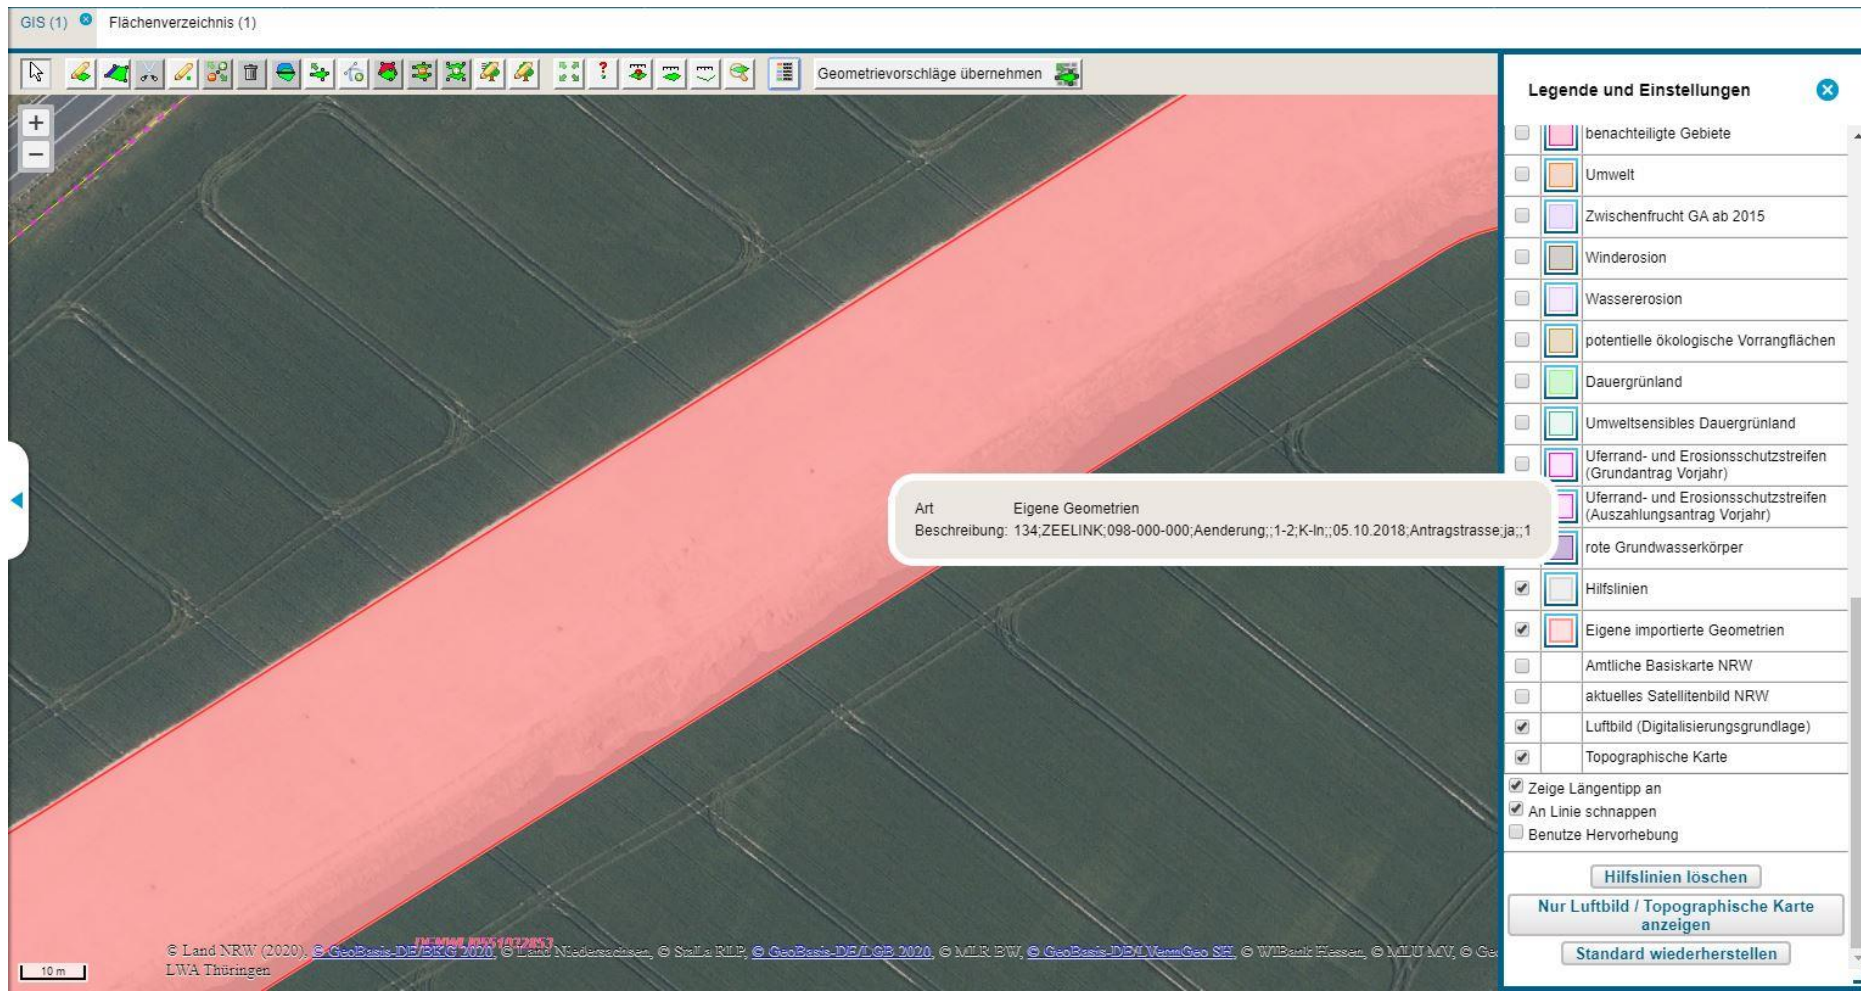 GIS (1)
Flächenverzeichnis (1)
Geometrievorschläge übernehmen
Legende und Einstellungen
+
−
benachteiligte Gebiete
Umwelt
Zwischenfrucht GA ab 2015
Winderosion
Wassererosion
potentielle ökologische Vorrangflächen
Dauergrünland
Umweltsensibles Dauergrünland
Uferrand- und Erosionsschutzstreifen
(Grundantrag Vorjahr)
Uferrand- und Erosionsschutzstreifen
(Auszahlungsantrag Vorjahr)
Art Eigene Geometrien
Beschreibung: 134;ZEELINK;098-000-000;Aenderung;;1-2;K-In;;05.10.2018;Antragstrasse;ja;;1
rote Grundwasserkörper
Hilfslinien
Eigene importierte Geometrien
Amtliche Basiskarte NRW
aktuelles Satellitenbild NRW
Luftbild (Digitalisierungsgrundlage)
Topographische Karte
Zeige Längentipp an
An Linie schnappen
Benutze Hervorhebung
Hilfslinien löschen
Nur Luftbild / Topographische Karte
anzeigen
Standard wiederherstellen
© Land NRW (2020), © GeoBasis-DE/BKG 2020, © Land Niedersachsen, © StaLa RLP, © GeoBasis-DE/LGB 2020, © MLR BW, © GeoBasis-DE/LVermGeo SH, © WIBank Hessen, © MLU MV, © Geo
LWA Thüringen
10 m